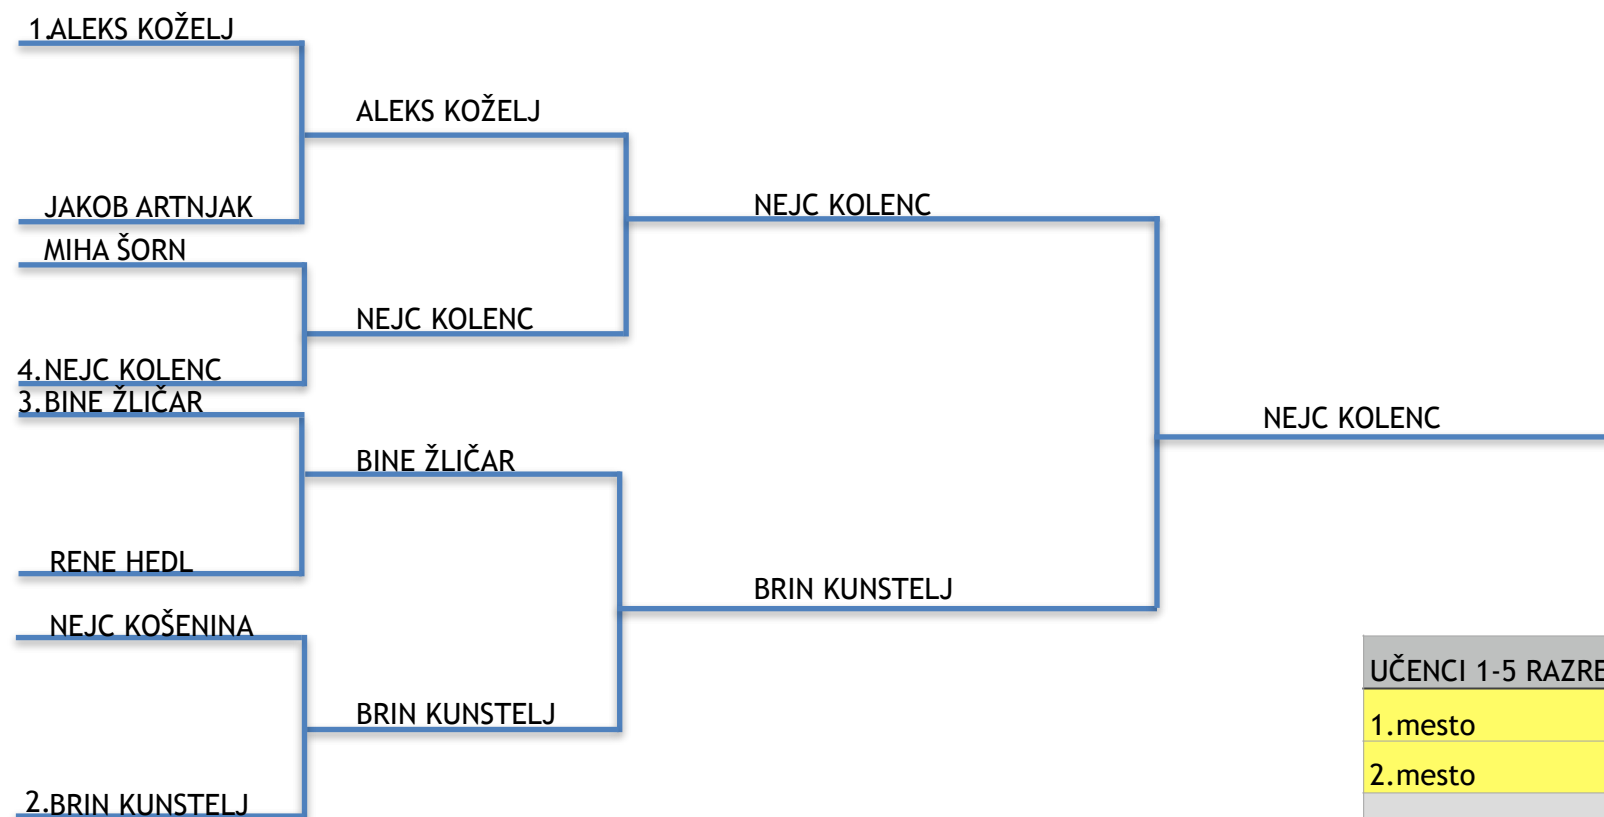 1.ALEKS KOŽELJ
ALEKS KOŽELJ
JAKOB ARTNJAK
NEJC KOLENC
MIHA ŠORN
NEJC KOLENC
4.NEJC KOLENC
3.BINE ŽLIČAR
NEJC KOLENC
BINE ŽLIČAR
RENE HEDL
BRIN KUNSTELJ
NEJC KOŠENINA
UČENCI 1-5
BRIN KUNSTELJ
1.mesto
2.mesto
2.BRIN KUNSTELJ